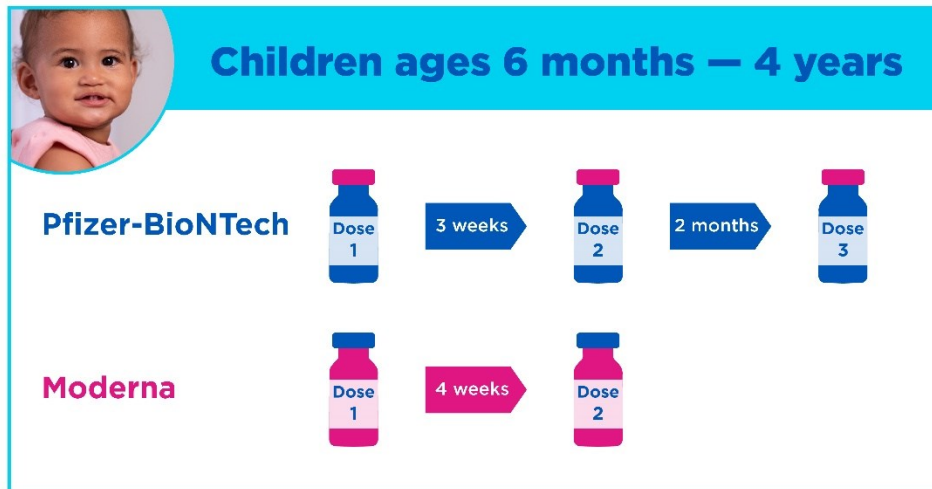 Children ages 6 months — 4 years
Pfizer-BioNTech
Dose
1
3 weeks
Dose
2
2 months
Dose
3
Moderna
Dose
1
4 weeks
Dose
2